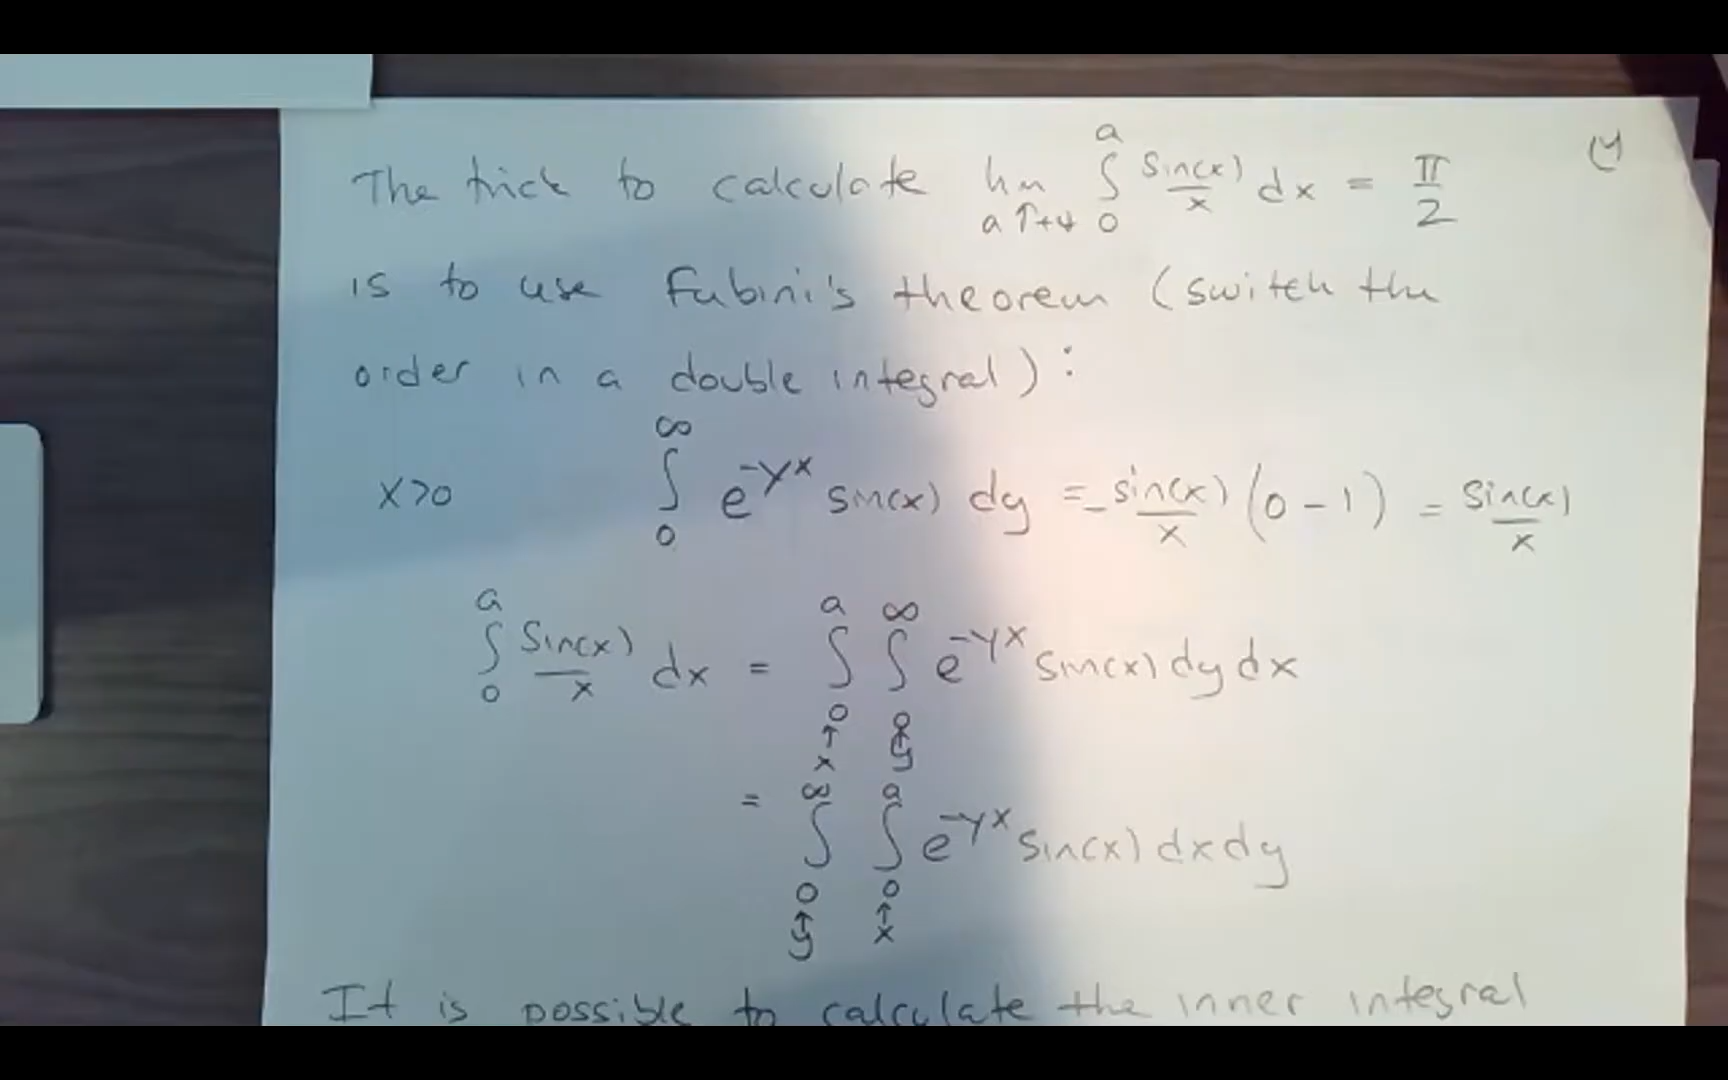 The trick to calculate lim a↑+∞ ∫₀ᵃ sin(x)/x dx = π/2
is to use Fubini's theorem (switch the
order in a double integral):
x>0 ∫₀^∞ e^{-yx} sin(x) dy = -sin(x)/x (0-1) = sin(x)/x
∫₀ᵃ sin(x)/x dx = ∫₀ᵃ ∫₀^∞ e^{-yx} sin(x) dy dx
↑ ↑
x y
= ∫₀^∞ ∫₀ᵃ e^{-yx} sin(x) dx dy
↑ ↑
y x
It is possible to calculate the inner integral